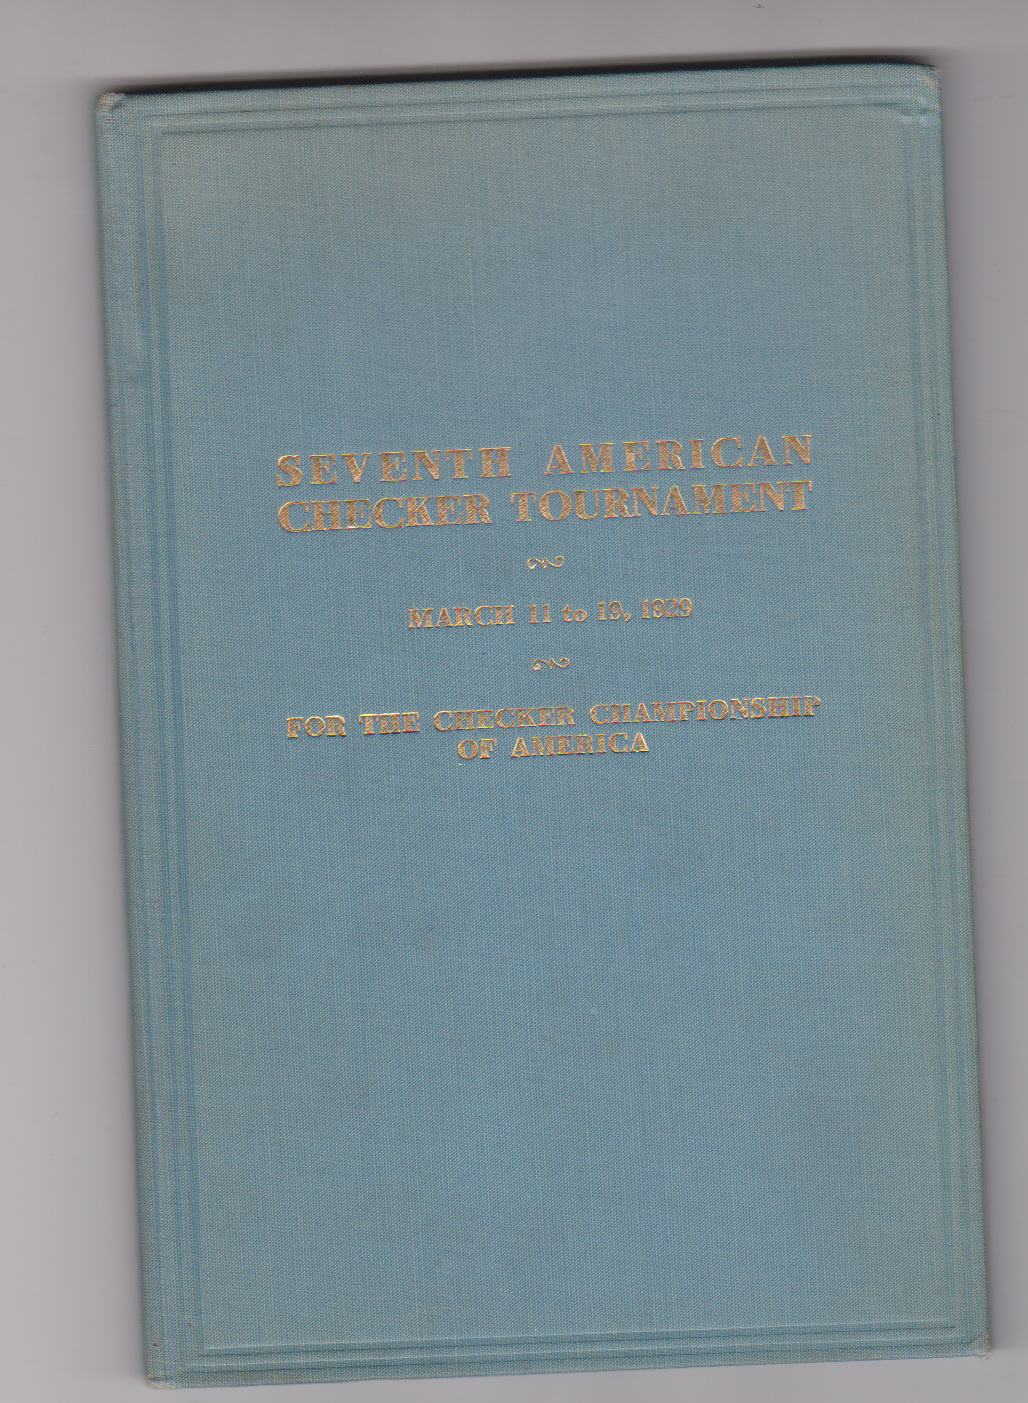 SEVENTH AMERICAN
CHECKER TOURNAMENT
MARCH 11 to 19, 1929
FOR THE CHECKER CHAMPIONSHIP
OF AMERICA